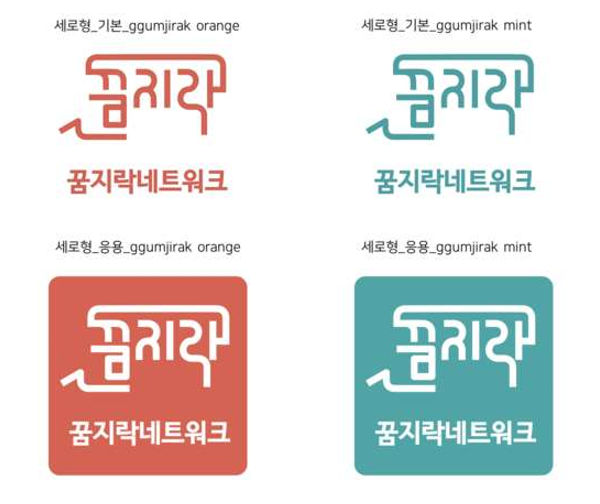 세로형_기본_ggumjirak orange
세로형_기본_ggumjirak mint
꿈지락
꿈지락
꿈지락네트워크
꿈지락네트워크
세로형_응용_ggumjirak orange
세로형_응용_ggumjirak mint
꿈지락
꿈지락
꿈지락네트워크
꿈지락네트워크